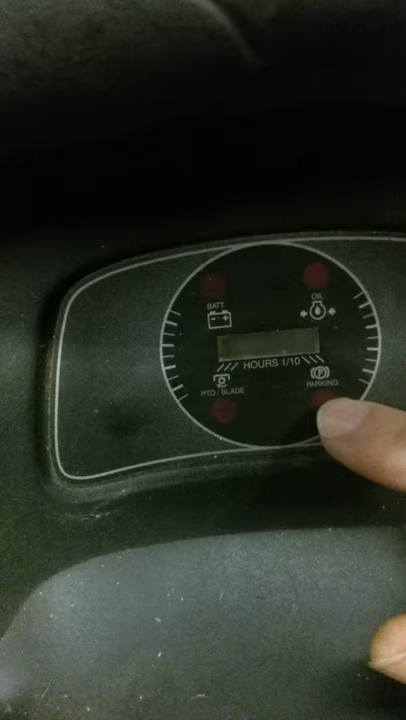 BATT.
OIL
HOURS 1/10
PTO / BLADE
PARKING